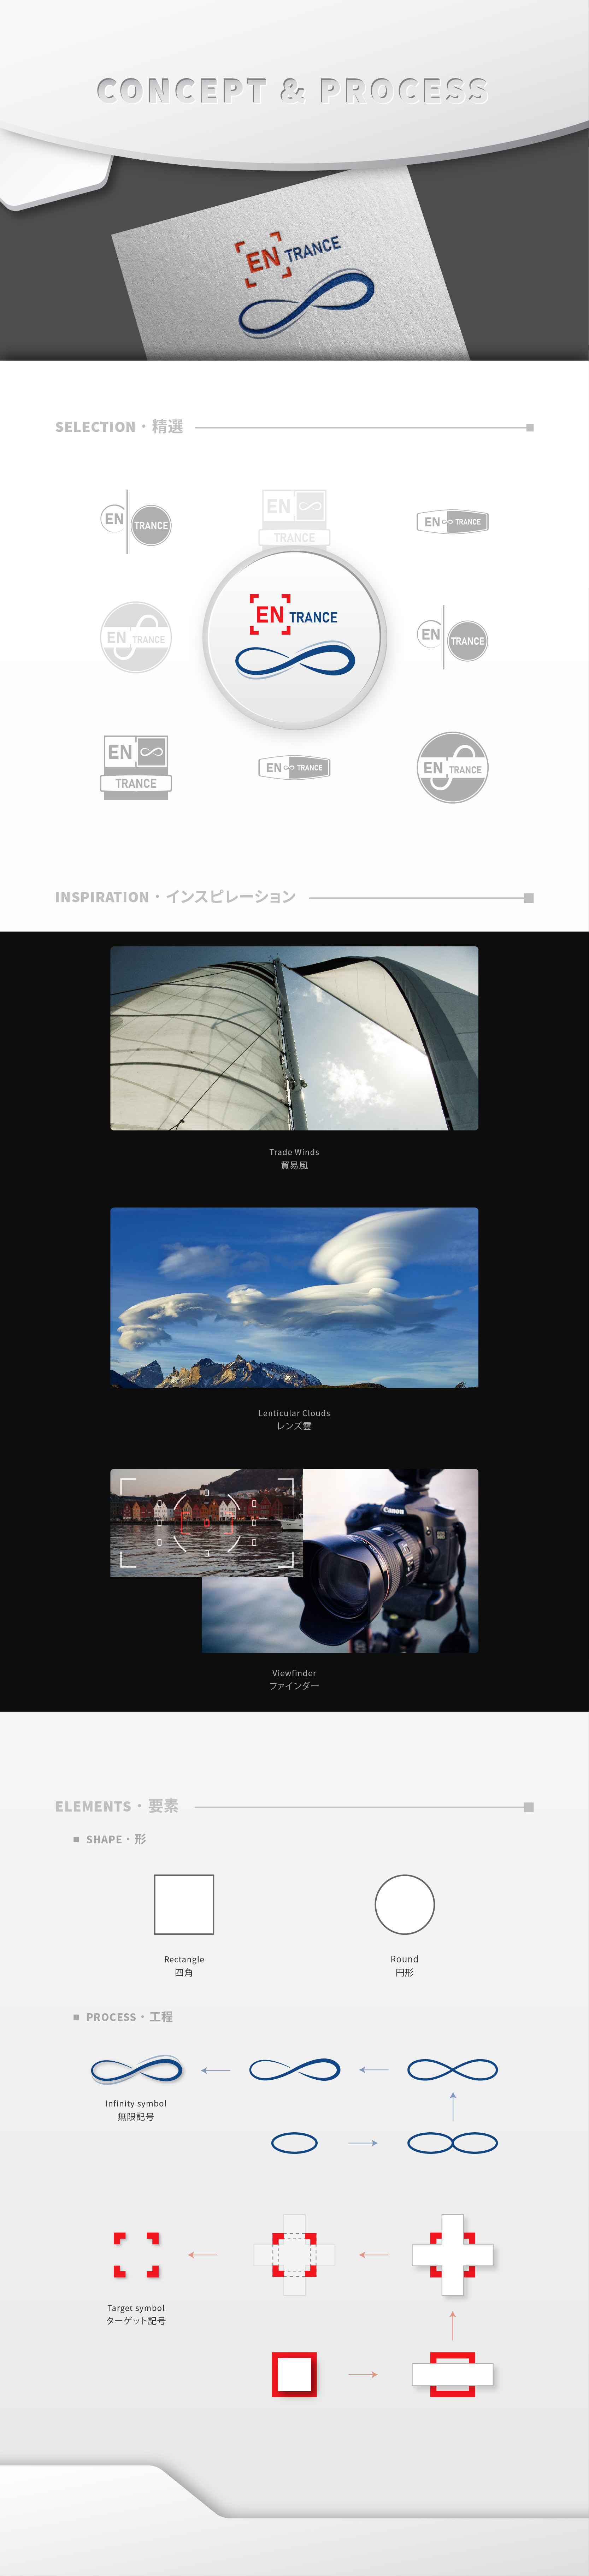 CONCEPT & PROCESS
EN TRANCE
SELECTION・精選
EN TRANCE
EN TRANCE
EN TRANCE
EN TRANCE
EN TRANCE
EN TRANCE
EN TRANCE
EN TRANCE
EN TRANCE
INSPIRATION・インスピレーション
Trade Winds
貿易風
Lenticular Clouds
レンズ雲
Canon
Viewfinder
ファインダー
ELEMENTS・要素
SHAPE・形
Rectangle
四角
Round
円形
PROCESS・工程
Infinity symbol
無限記号
Target symbol
ターゲット記号